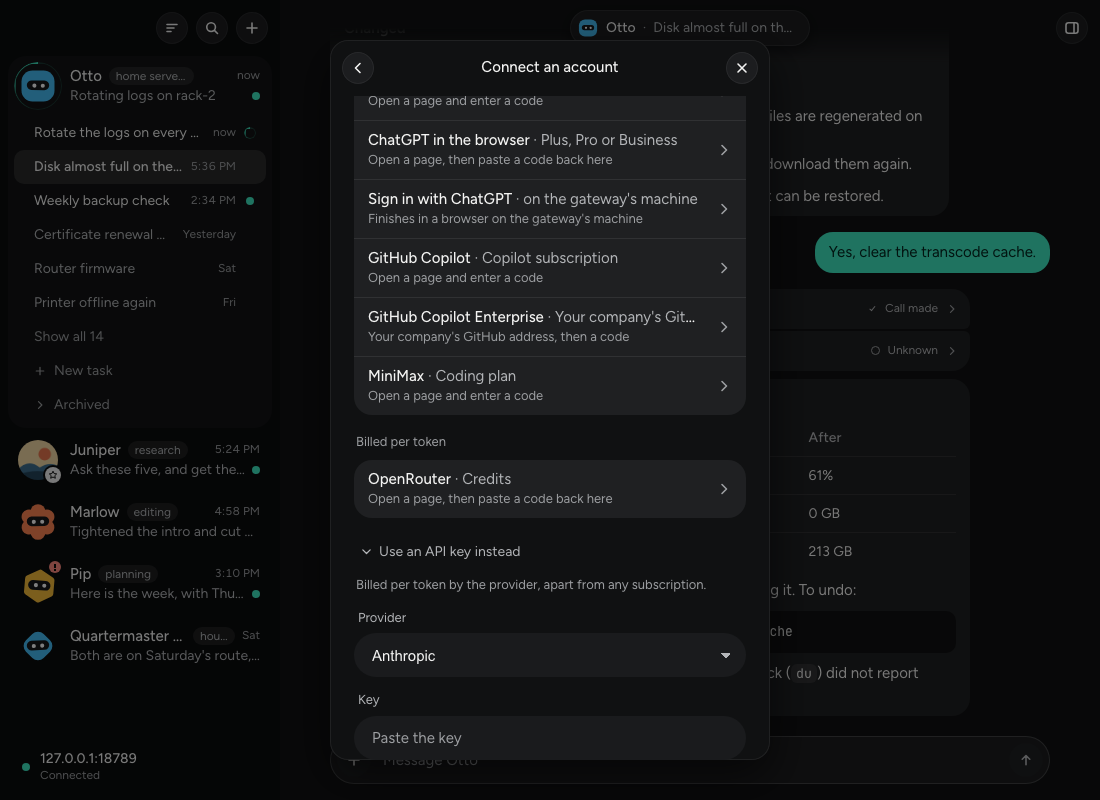 Otto · Disk almost full on th...
Otto home serve... now
Rotating logs on rack-2
Rotate the logs on every ... now
Disk almost full on the... 5:36 PM
Weekly backup check 2:34 PM
Certificate renewal ... Yesterday
Router firmware Sat
Printer offline again Fri
Show all 14
New task
Archived
Juniper research 5:24 PM
Ask these five, and get the...
Marlow editing 4:58 PM
Tightened the intro and cut ...
Pip planning 3:10 PM
Here is the week, with Thu...
Quartermaster ... hou... Sat
Both are on Saturday's route,...
127.0.0.1:18789
Connected
Connect an account
Open a page and enter a code
ChatGPT in the browser · Plus, Pro or Business
Open a page, then paste a code back here
Sign in with ChatGPT · on the gateway's machine
Finishes in a browser on the gateway's machine
GitHub Copilot · Copilot subscription
Open a page and enter a code
GitHub Copilot Enterprise · Your company's Git...
Your company's GitHub address, then a code
MiniMax · Coding plan
Open a page and enter a code
Billed per token
OpenRouter · Credits
Open a page, then paste a code back here
Use an API key instead
Billed per token by the provider, apart from any subscription.
Provider
Anthropic
Key
Paste the key
iles are regenerated on
download them again.
can be restored.
Yes, clear the transcode cache.
Call made
Unknown
After
61%
0 GB
213 GB
g it. To undo:
che
ck (du) did not report
Message Otto